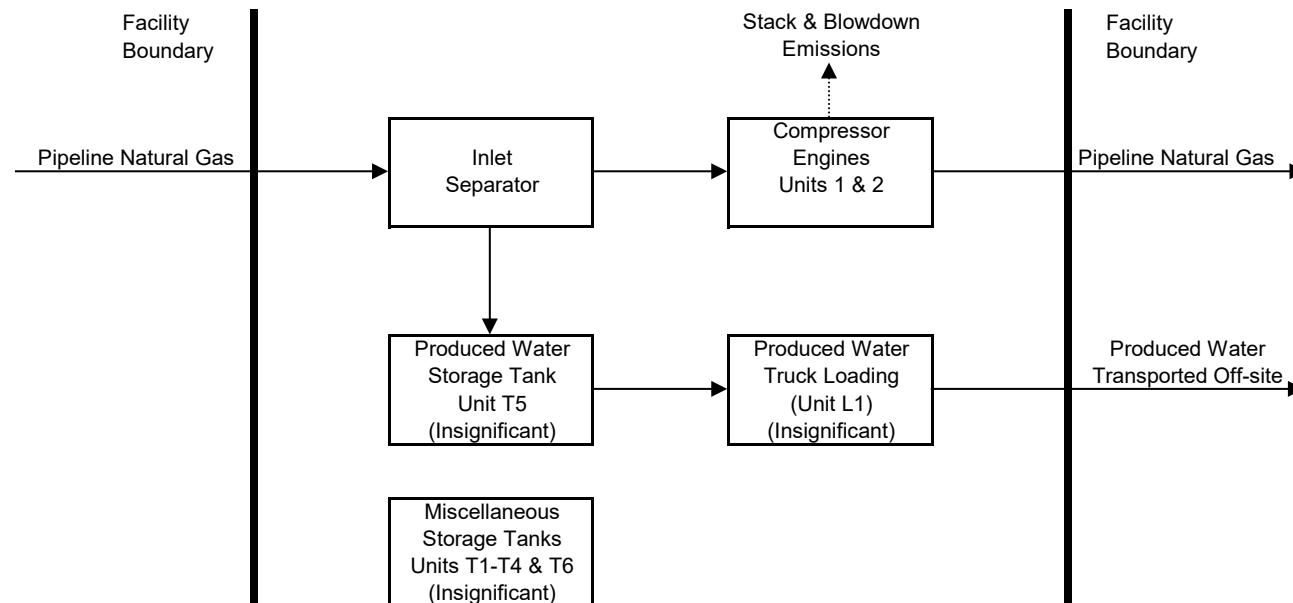 Facility
Boundary
Stack & Blowdown
Emissions
Facility
Boundary
Pipeline Natural Gas
Inlet
Separator
Compressor
Engines
Units 1 & 2
Pipeline Natural Gas
Produced Water
Storage Tank
Unit T5
(Insignificant)
Produced Water
Truck Loading
(Unit L1)
(Insignificant)
Produced Water
Transported Off-site
Miscellaneous
Storage Tanks
Units T1-T4 & T6
(Insignificant)